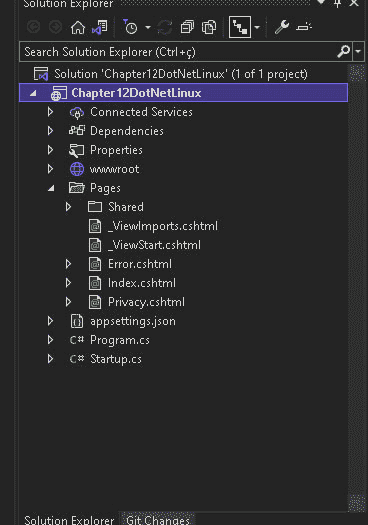 Solution Explorer
Search Solution Explorer (Ctrl+ç)
Solution 'Chapter12DotNetLinux' (1 of 1 project)
Chapter12DotNetLinux
Connected Services
Dependencies
Properties
wwwroot
Pages
Shared
_ViewImports.cshtml
_ViewStart.cshtml
Error.cshtml
Index.cshtml
Privacy.cshtml
appsettings.json
C# Program.cs
C# Startup.cs
Solution Explorer Git Changes